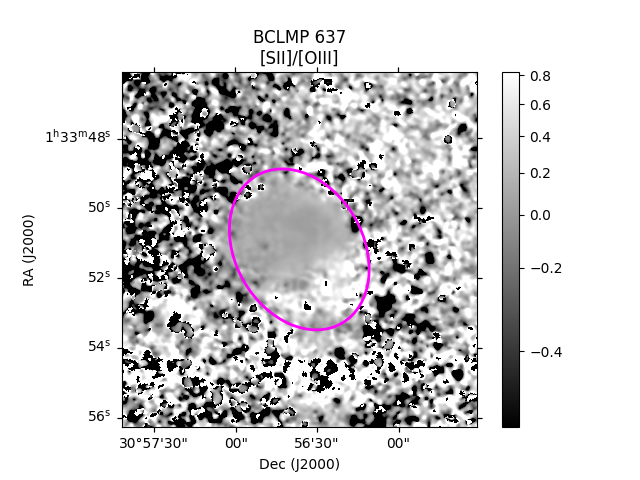 BCLMP 637
[SII]/[OIII]
1ʰ33ᵐ48ˢ
50ˢ
52ˢ
54ˢ
56ˢ
RA (J2000)
30°57'30"
00"
56'30"
00"
Dec (J2000)
0.8
0.6
0.4
0.2
0.0
−0.2
−0.4